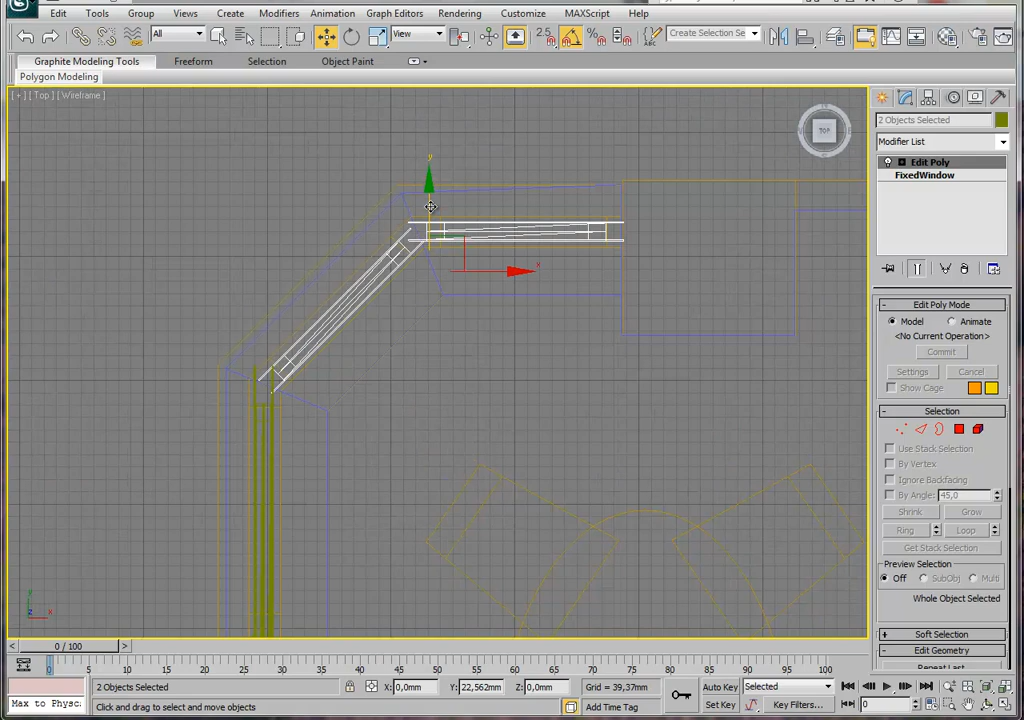 Edit Tools Group Views Create Modifiers Animation Graph Editors Rendering Customize MAXScript Help
All View 2.5 Create Selection Se
Graphite Modeling Tools Freeform Selection Object Paint
Polygon Modeling
[ + ] [ Top ] [ Wireframe ]
TOP
y
x
y
z x
2 Objects Selected
Modifier List
Edit Poly
FixedWindow
- Edit Poly Mode
Model Animate
<No Current Operation>
Commit
Settings Cancel
Show Cage
- Selection
Use Stack Selection
By Vertex
Ignore Backfacing
By Angle: 45,0
Shrink Grow
Ring Loop
Get Stack Selection
Preview Selection
Off SubObj Multi
Whole Object Selected
+ Soft Selection
- Edit Geometry
Repeat Last
< 0 / 100 >
0 5 10 15 20 25 30 35 40 45 50 55 60 65 70 75 80 85 90 95 100
2 Objects Selected X: 0,0mm Y: 22,562mm Z: 0,0mm Grid = 39,37mm Auto Key Selected
Max to Physc. Click and drag to select and move objects Add Time Tag Set Key Key Filters... 0